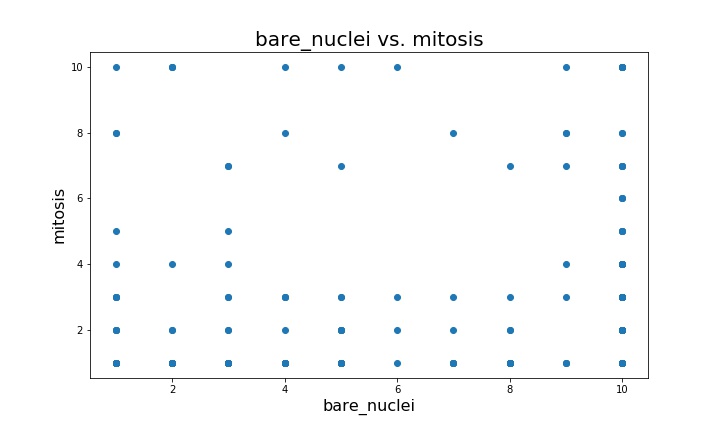 bare_nuclei vs. mitosis
10
8
6
4
2
mitosis
2 4 6 8 10
bare_nuclei